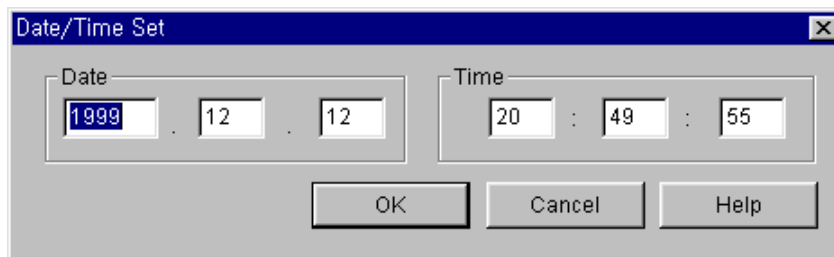 Date/Time Set
Date
Time
1999 . 12 . 12
20 : 49 : 55
OK
Cancel
Help